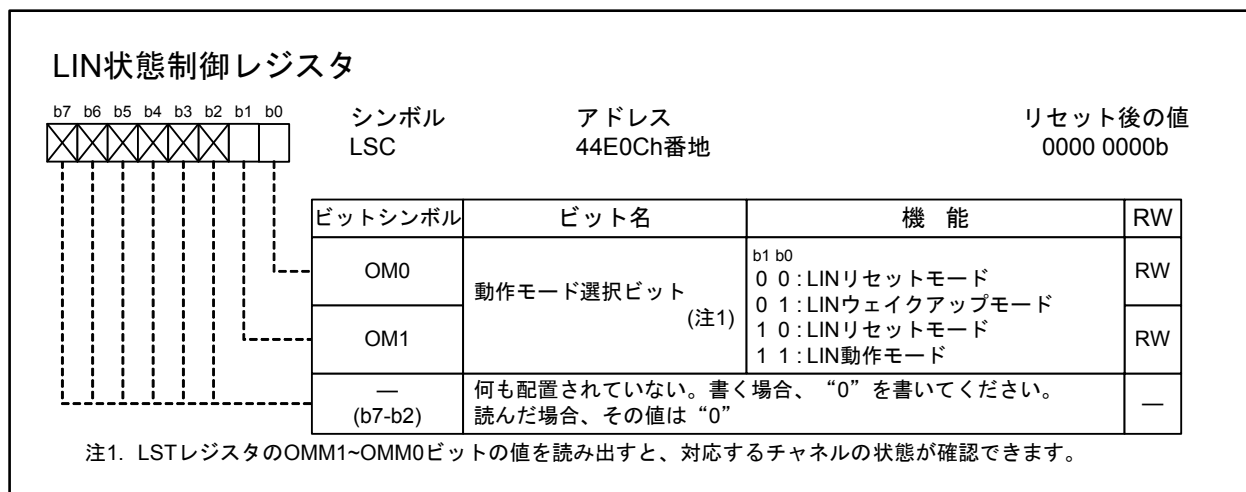 LIN状態制御レジスタ
b7 b6 b5 b4 b3 b2 b1 b0
シンボル アドレス リセット後の値
LSC 44E0Ch番地 0000 0000b
ビットシンボル ビット名 機 能 RW
OM0 動作モード選択ビット (注1) RW
b1 b0
0 0 : LINリセットモード
0 1 : LINウェイクアップモード
1 0 : LINリセットモード
1 1 : LIN動作モード
OM1 RW
— (b7-b2) 何も配置されていない。書く場合、“0”を書いてください。 —
読んだ場合、その値は“0”
注1. LSTレジスタのOMM1~OMM0ビットの値を読み出すと、対応するチャネルの状態が確認できます。